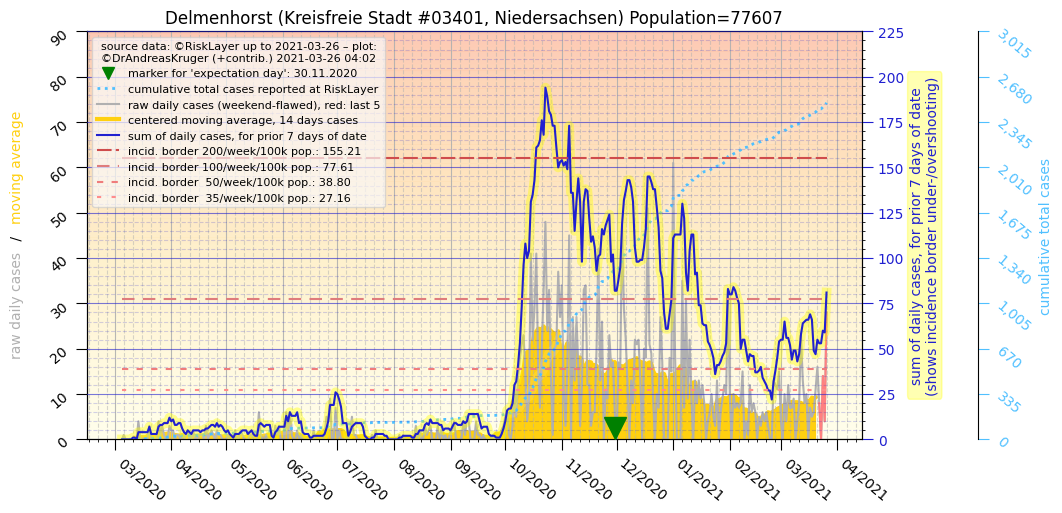 Delmenhorst (Kreisfreie Stadt #03401, Niedersachsen) Population=77607
source data: ©RiskLayer up to 2021-03-26 – plot:
©DrAndreasKruger (+contrib.) 2021-03-26 04:02
marker for 'expectation day': 30.11.2020
cumulative total cases reported at RiskLayer
raw daily cases (weekend-flawed), red: last 5
centered moving average, 14 days cases
sum of daily cases, for prior 7 days of date
incid. border 200/week/100k pop.: 155.21
incid. border 100/week/100k pop.: 77.61
incid. border  50/week/100k pop.: 38.80
incid. border  35/week/100k pop.: 27.16
raw daily cases  /  moving average
90
80
70
60
50
40
30
20
10
0
03/2020
04/2020
05/2020
06/2020
07/2020
08/2020
09/2020
10/2020
11/2020
12/2020
01/2021
02/2021
03/2021
04/2021
225
200
175
150
125
100
75
50
25
0
sum of daily cases, for prior 7 days of date
(shows incidence border under-/overshooting)
3,015
2,680
2,345
2,010
1,675
1,340
1,005
670
335
0
cumulative total cases